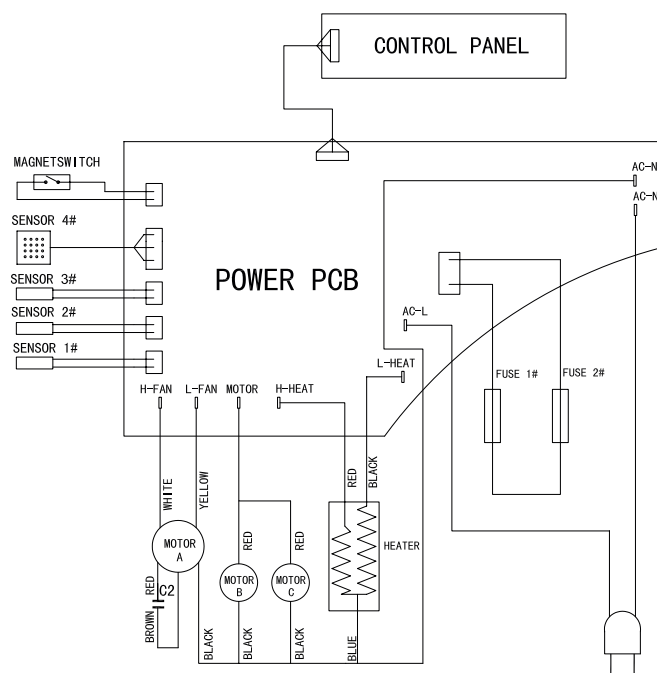 CONTROL PANEL
MAGNETSWITCH
AC-N
AC-N
SENSOR 4#
SENSOR 3#
POWER PCB
SENSOR 2#
AC-L
SENSOR 1#
L-HEAT
FUSE 1#
FUSE 2#
H-FAN
L-FAN
MOTOR
H-HEAT
RED
BLACK
WHITE
YELLOW
MOTOR
A
RED
RED
HEATER
RED
C2
MOTOR
B
MOTOR
C
BROWN
BLACK
BLACK
BLACK
BLUE